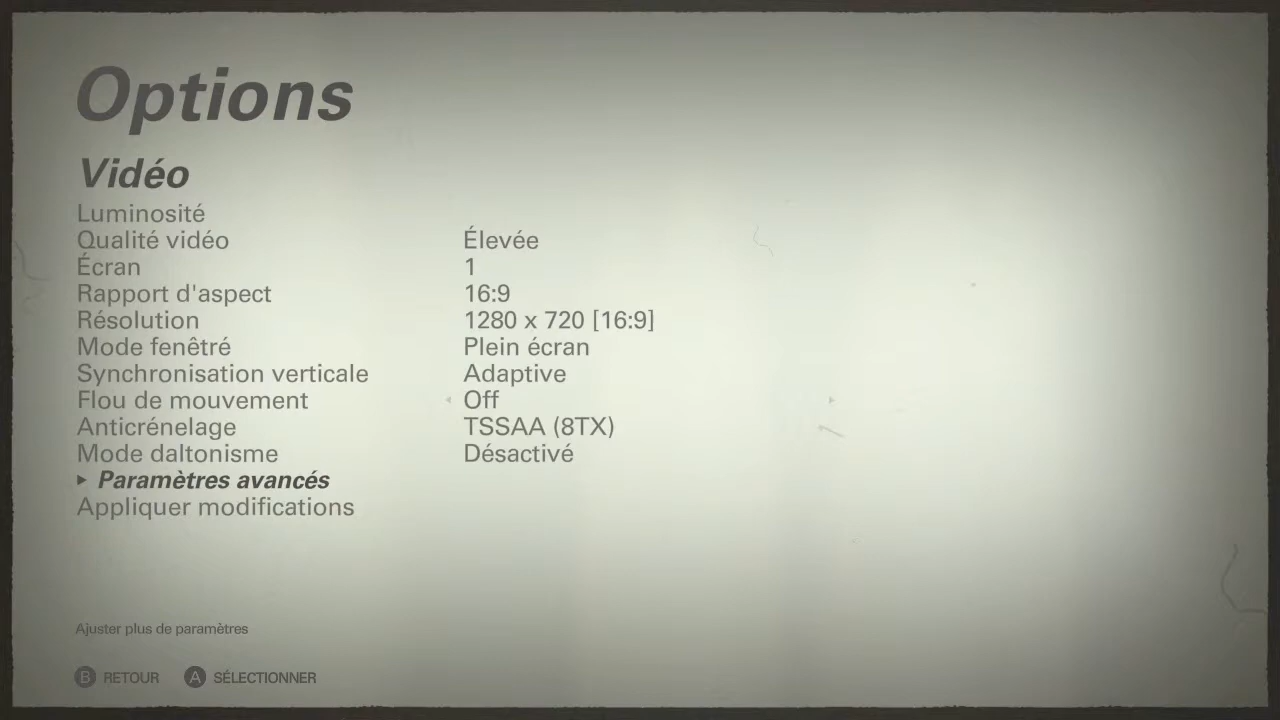 Options
Vidéo
Luminosité
Qualité vidéo Élevée
Écran 1
Rapport d'aspect 16:9
Résolution 1280 x 720 [16:9]
Mode fenêtré Plein écran
Synchronisation verticale Adaptive
Flou de mouvement Off
Anticrénelage TSSAA (8TX)
Mode daltonisme Désactivé
Paramètres avancés
Appliquer modifications
Ajuster plus de paramètres
B RETOUR A SÉLECTIONNER